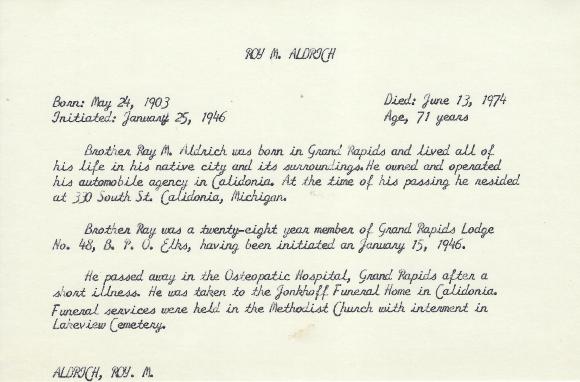 ROY M. ALDRICH
Born: May 24, 1903
Died: June 13, 1974
Initiated: January 25, 1946
Age, 71 years
Brother Ray M. Aldrich was born in Grand Rapids and lived all of
his life in his native city and its surroundings. He owned and operated
his automobile agency in Calidonia. At the time of his passing he resided
at 330 South St. Calidonia, Michigan.
Brother Ray was a twenty-eight year member of Grand Rapids Lodge
No. 48, B. P. O. Elks, having been initiated an January 15, 1946.
He passed away in the Osteopatic Hospital, Grand Rapids after a
short illness. He was taken to the Jonkhoff Funeral Home in Calidonia.
Funeral services were held in the Methodist Church with interment in
Lakeview Cemetery.
ALDRICH, ROY. M.